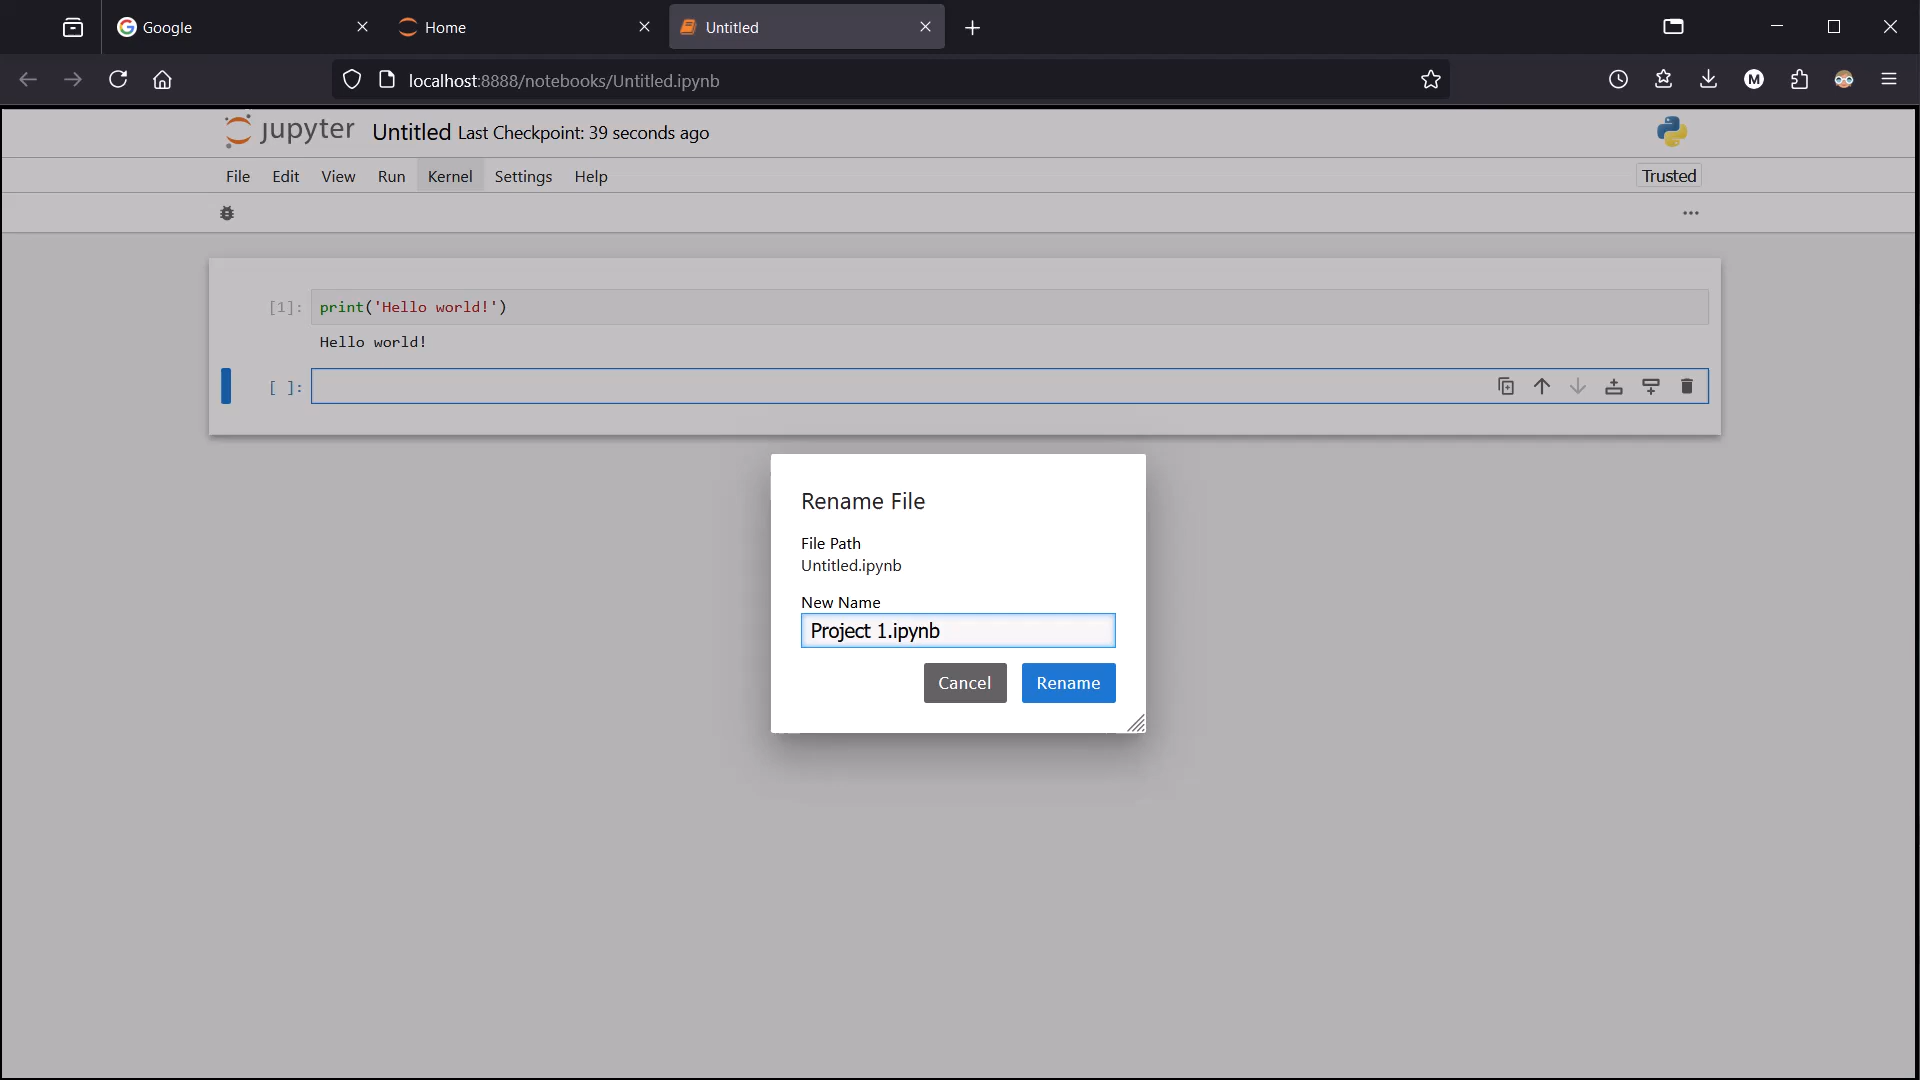 Google
Home
Untitled
localhost:8888/notebooks/Untitled.ipynb
M
jupyter Untitled Last Checkpoint: 39 seconds ago
File Edit View Run Kernel Settings Help Trusted
[1]: print('Hello world!')
Hello world!
[ ]:
Rename File
File Path
Untitled.ipynb
New Name
Project 1.ipynb
Cancel Rename